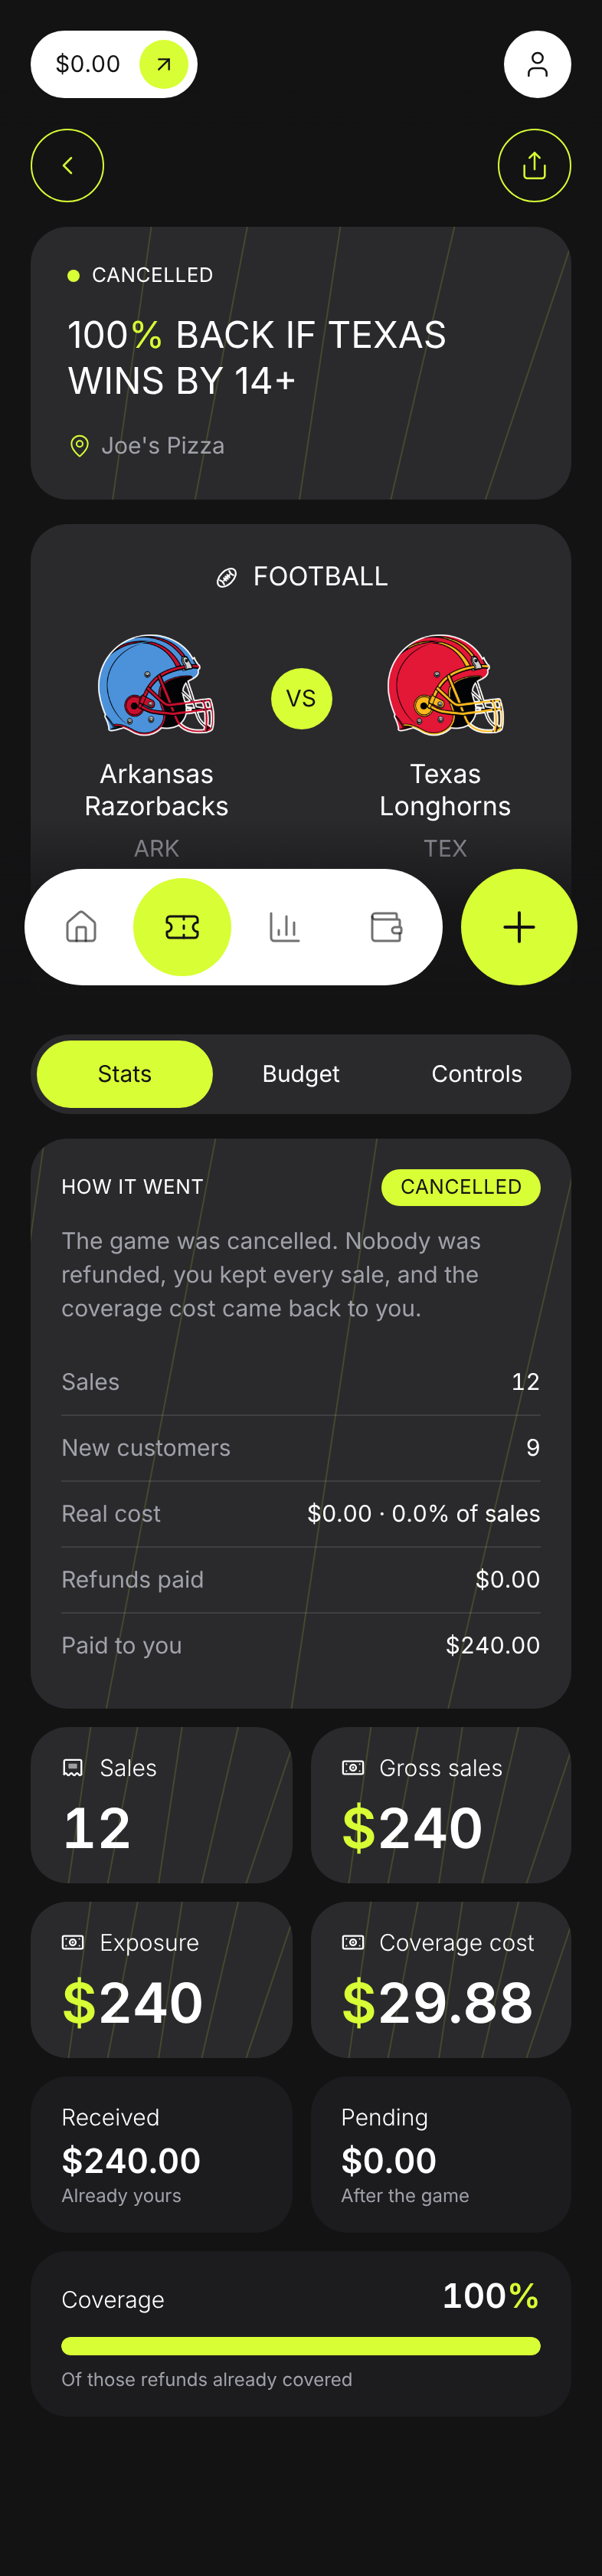 $0.00
CANCELLED
100% BACK IF TEXAS
WINS BY 14+
Joe's Pizza
FOOTBALL
VS
Arkansas
Razorbacks
Texas
Longhorns
ARK
TEX
Stats
Budget
Controls
HOW IT WENT
CANCELLED
The game was cancelled. Nobody was
refunded, you kept every sale, and the
coverage cost came back to you.
Sales
12
New customers
9
Real cost
$0.00 · 0.0% of sales
Refunds paid
$0.00
Paid to you
$240.00
Sales
12
Gross sales
$240
Exposure
$240
Coverage cost
$29.88
Received
$240.00
Already yours
Pending
$0.00
After the game
Coverage
100%
Of those refunds already covered